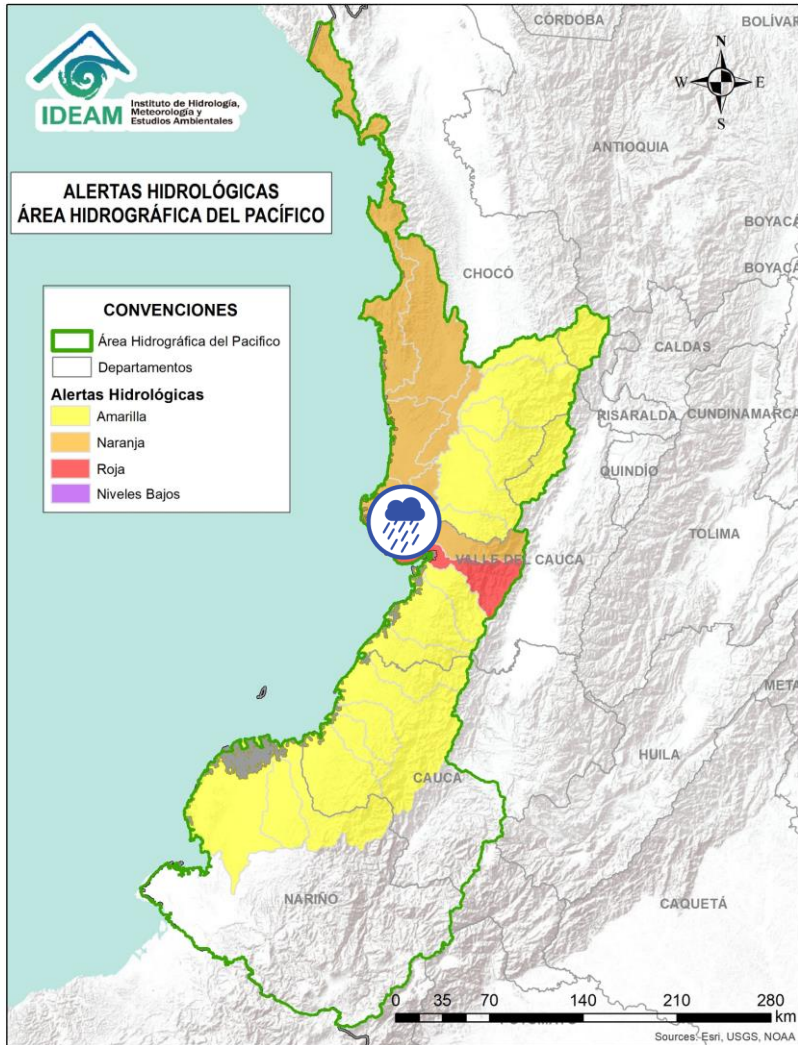 IDEAM
Instituto de Hidrología,
Meteorología y
Estudios Ambientales
CÓRDOBA
BOLÍVAR
N
W
E
S
ANTIOQUIA
ALERTAS HIDROLÓGICAS
ÁREA HIDROGRÁFICA DEL PACÍFICO
BOYACÁ
BOYACÁ
CHOCÓ
CONVENCIONES
Área Hidrográfica del Pacifico
Departamentos
Alertas Hidrológicas
Amarilla
Naranja
Roja
Niveles Bajos
CALDAS
RISARALDA
CUNDINAMARCA
QUINDÍO
TOLIMA
VALLE DEL CAUCA
META
HUILA
CAUCA
NARIÑO
CAQUETÁ
0 35 70 140 210 280
km
Sources: Esri, USGS, NOAA